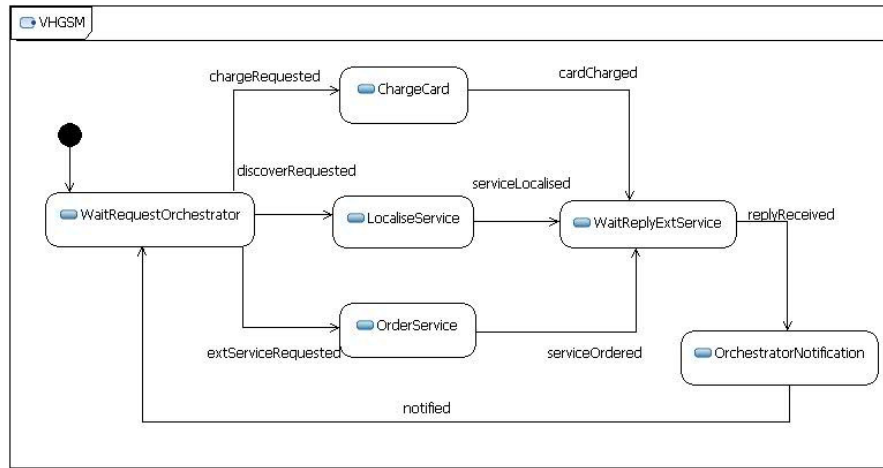 VHGSM
chargeRequested
cardCharged
ChargeCard
discoverRequested
serviceLocalised
WaitRequestOrchestrator
LocaliseService
WaitReplyExtService
replyReceived
OrderService
extServiceRequested
serviceOrdered
OrchestratorNotification
notified